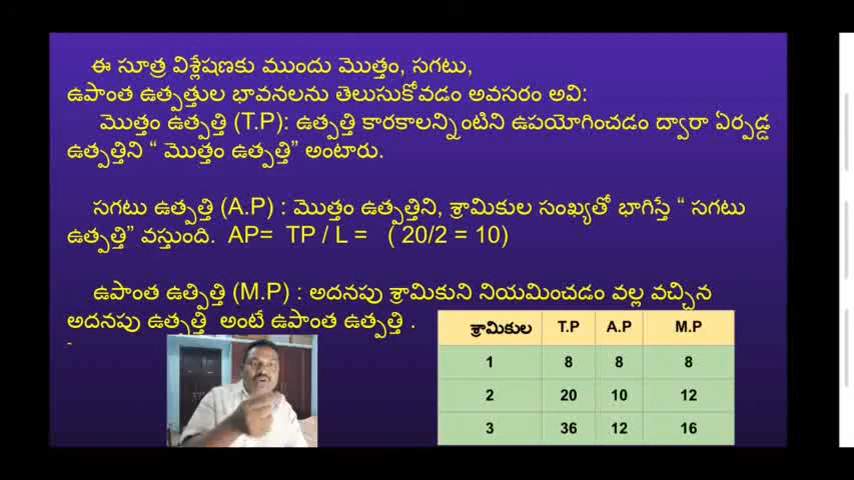 ఈ సూత్ర విశ్లేషణకు ముందు మొత్తం, సగటు,
ఉపాంత ఉత్పత్తుల భావనలను తెలుసుకోవడం అవసరం అవి:
మొత్తం ఉత్పత్తి (T.P): ఉత్పత్తి కారకాలన్నింటిని ఉపయోగించడం ద్వారా ఏర్పడ్డ
ఉత్పత్తిని “ మొత్తం ఉత్పత్తి” అంటారు.
సగటు ఉత్పత్తి (A.P) : మొత్తం ఉత్పత్తిని, శ్రామికుల సంఖ్యతో భాగిస్తే “ సగటు
ఉత్పత్తి” వస్తుంది. AP= TP / L = ( 20/2 = 10)
ఉపాంత ఉత్పిత్తి (M.P) : అదనపు శ్రామికుని నియమించడం వల్ల వచ్చిన
అదనపు ఉత్పత్తి అంటే ఉపాంత ఉత్పత్తి .
శ్రామికుల T.P A.P M.P
1 8 8 8
2 20 10 12
3 36 12 16